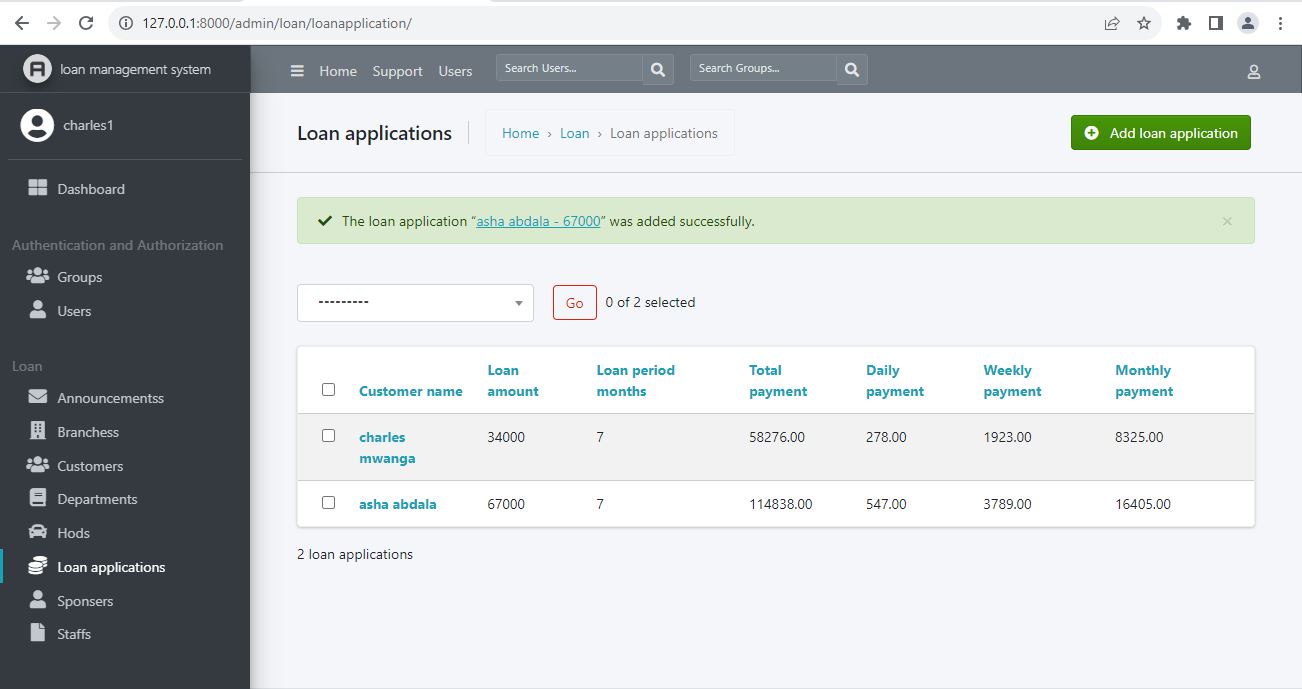 127.0.0.1:8000/admin/loan/loanapplication/
loan management system
Home Support Users Search Users... Search Groups...
charles1
Dashboard
Authentication and Authorization
Groups
Users
Loan
Announcementss
Branchess
Customers
Departments
Hods
Loan applications
Sponsers
Staffs
Loan applications
Home › Loan › Loan applications
Add loan application
The loan application “asha abdala - 67000” was added successfully. ×
---------
Go
0 of 2 selected
Customer name Loan amount Loan period months Total payment Daily payment Weekly payment Monthly payment
charles mwanga 34000 7 58276.00 278.00 1923.00 8325.00
asha abdala 67000 7 114838.00 547.00 3789.00 16405.00
2 loan applications